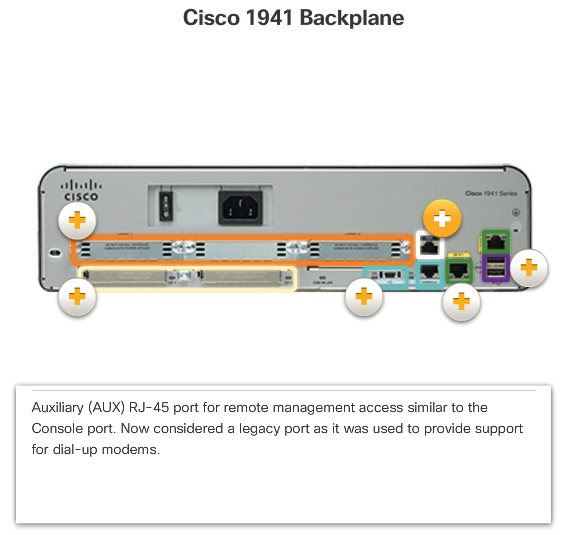 Cisco 1941 Backplane
CISCO
Cisco 1941 Series
Auxiliary (AUX) RJ-45 port for remote management access similar to the
Console port. Now considered a legacy port as it was used to provide support
for dial-up modems.